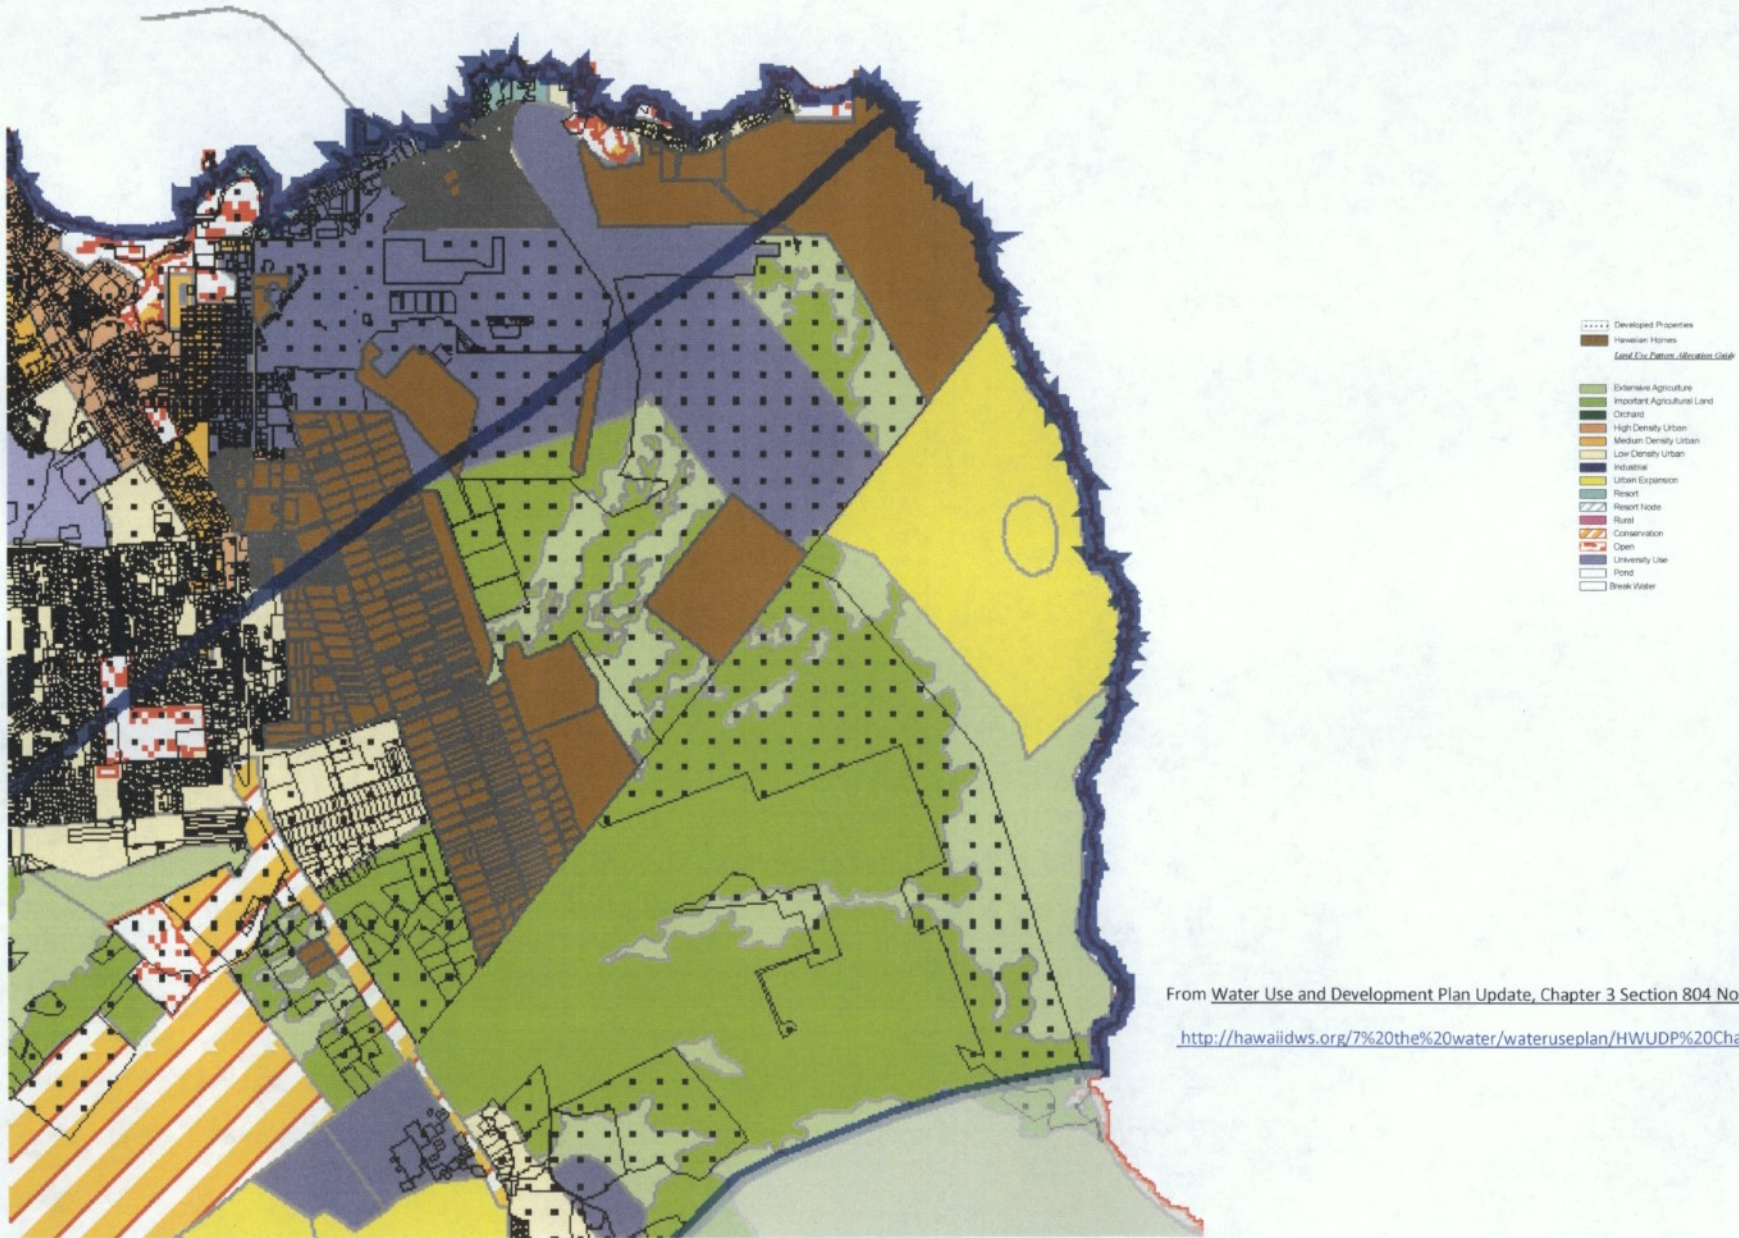 Developed Properties
Hawaiian Homes
Land Use Pattern Allocation Guide
Extensive Agriculture
Important Agricultural Land
Orchard
High Density Urban
Medium Density Urban
Low Density Urban
Industrial
Urban Expansion
Resort
Resort Node
Rural
Conservation
Open
University Use
Pond
Break Water
From Water Use and Development Plan Update, Chapter 3 Section 804 No
http://hawaiidws.org/7%20the%20water/wateruseplan/HWUDP%20Cha